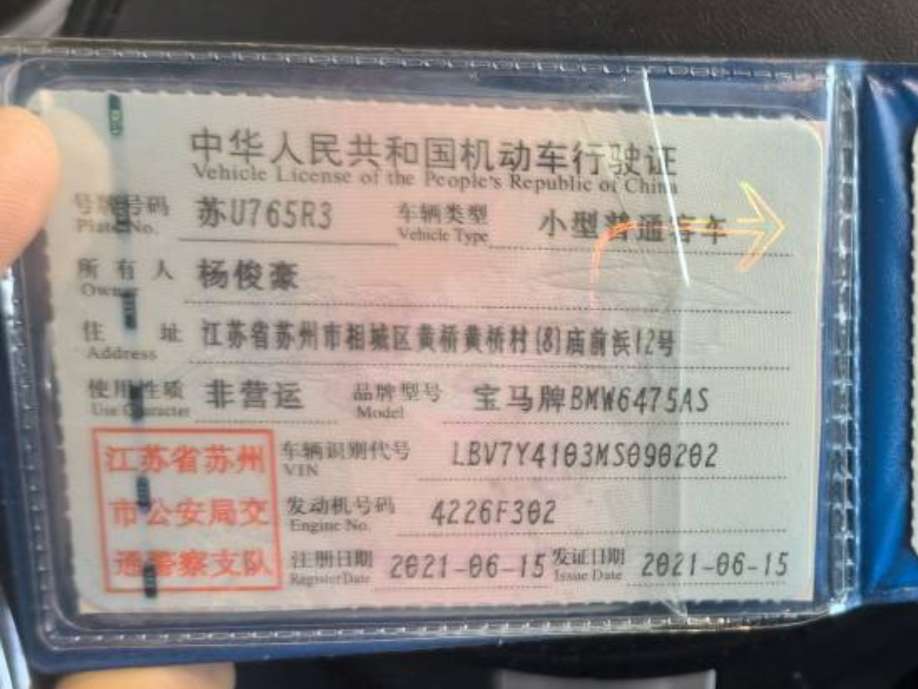 中华人民共和国机动车行驶证
Vehicle License of the People's Republic of China
号牌号码 苏U765R3 车辆类型 小型普通客车
Plate No. Vehicle Type
所有人 杨俊豪
Owner
住址 江苏省苏州市相城区黄桥黄桥村(8)庙前浜12号
Address
使用性质 非营运 品牌型号 宝马牌BMW6475AS
Use Character Model
江苏省苏州 车辆识别代号 LBV7Y4103MS090202
VIN
市公安局交 发动机号码 4226F302
Engine No.
通警察支队 注册日期 2021-06-15 发证日期 2021-06-15
Register Date Issue Date